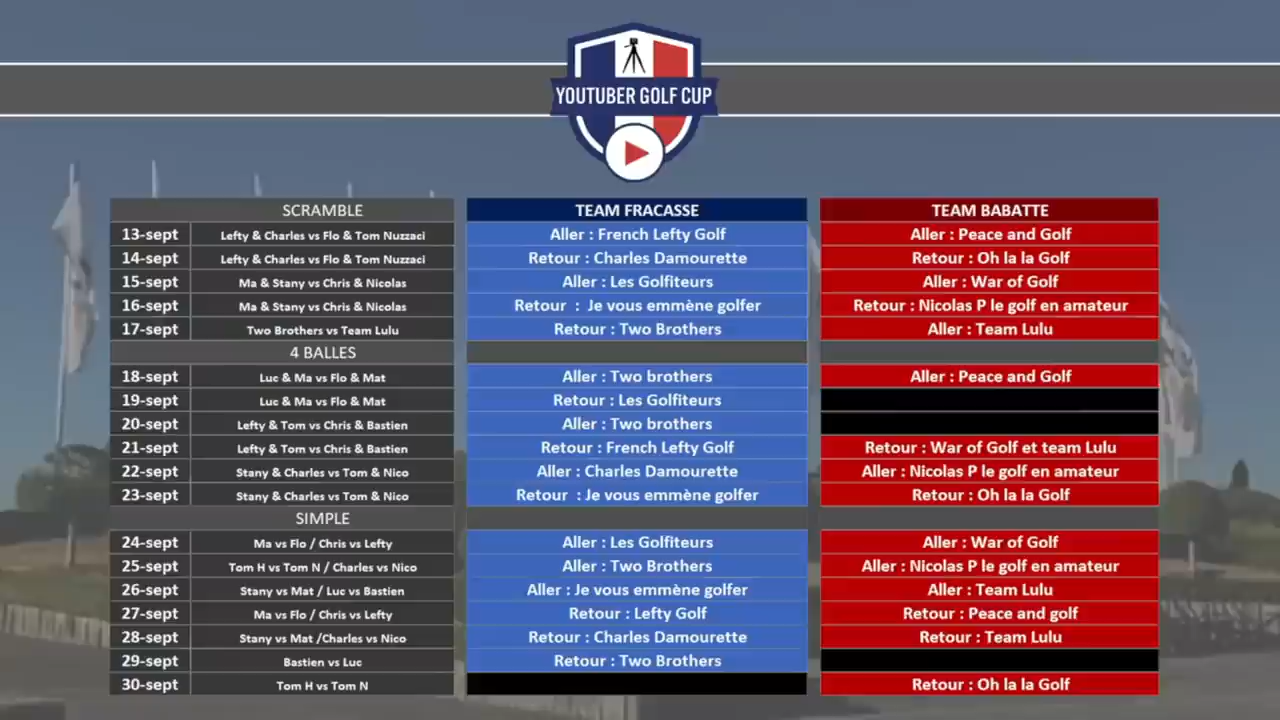 YOUTUBER GOLF CUP
SCRAMBLE TEAM FRACASSE TEAM BABATTE
13-sept Lefty & Charles vs Flo & Tom Nuzzaci Aller : French Lefty Golf Aller : Peace and Golf
14-sept Lefty & Charles vs Flo & Tom Nuzzaci Retour : Charles Damourette Retour : Oh la la Golf
15-sept Ma & Stany vs Chris & Nicolas Aller : Les Golfiteurs Aller : War of Golf
16-sept Ma & Stany vs Chris & Nicolas Retour : Je vous emmène golfer Retour : Nicolas P le golf en amateur
17-sept Two Brothers vs Team Lulu Retour : Two Brothers Aller : Team Lulu
4 BALLES
18-sept Luc & Ma vs Flo & Mat Aller : Two brothers Aller : Peace and Golf
19-sept Luc & Ma vs Flo & Mat Retour : Les Golfiteurs
20-sept Lefty & Tom vs Chris & Bastien Aller : Two brothers
21-sept Lefty & Tom vs Chris & Bastien Retour : French Lefty Golf Retour : War of Golf et team Lulu
22-sept Stany & Charles vs Tom & Nico Aller : Charles Damourette Aller : Nicolas P le golf en amateur
23-sept Stany & Charles vs Tom & Nico Retour : Je vous emmène golfer Retour : Oh la la Golf
SIMPLE
24-sept Ma vs Flo / Chris vs Lefty Aller : Les Golfiteurs Aller : War of Golf
25-sept Tom H vs Tom N / Charles vs Nico Aller : Two Brothers Aller : Nicolas P le golf en amateur
26-sept Stany vs Mat / Luc vs Bastien Aller : Je vous emmène golfer Aller : Team Lulu
27-sept Ma vs Flo / Chris vs Lefty Retour : Lefty Golf Retour : Peace and golf
28-sept Stany vs Mat /Charles vs Nico Retour : Charles Damourette Retour : Team Lulu
29-sept Bastien vs Luc Retour : Two Brothers
30-sept Tom H vs Tom N Retour : Oh la la Golf